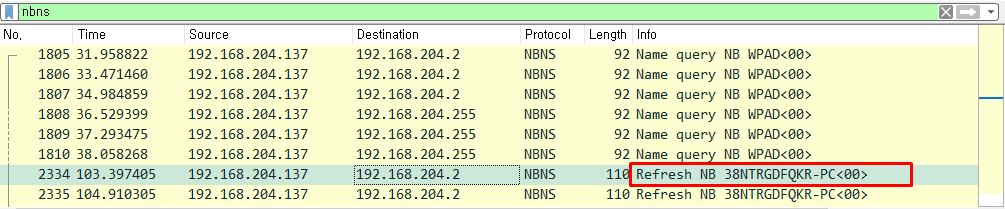 nbns
No. Time Source Destination Protocol Length Info
1805 31.958822 192.168.204.137 192.168.204.2 NBNS 92 Name query NB WPAD<00>
1806 33.471460 192.168.204.137 192.168.204.2 NBNS 92 Name query NB WPAD<00>
1807 34.984859 192.168.204.137 192.168.204.2 NBNS 92 Name query NB WPAD<00>
1808 36.529399 192.168.204.137 192.168.204.255 NBNS 92 Name query NB WPAD<00>
1809 37.293475 192.168.204.137 192.168.204.255 NBNS 92 Name query NB WPAD<00>
1810 38.058268 192.168.204.137 192.168.204.255 NBNS 92 Name query NB WPAD<00>
2334 103.397405 192.168.204.137 192.168.204.2 NBNS 110 Refresh NB 38NTRGDFQKR-PC<00>
2335 104.910305 192.168.204.137 192.168.204.2 NBNS 110 Refresh NB 38NTRGDFQKR-PC<00>